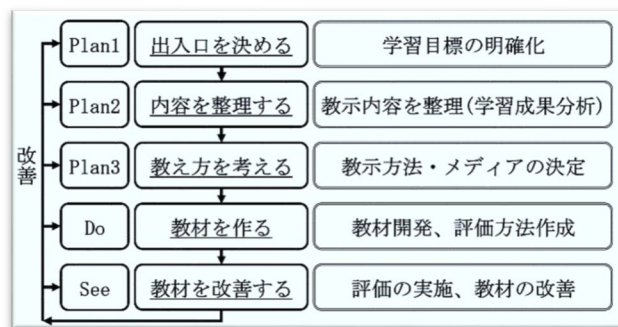 Plan1 出入口を決める 学習目標の明確化
Plan2 内容を整理する 教示内容を整理(学習成果分析)
改善
Plan3 教え方を考える 教示方法・メディアの決定
Do 教材を作る 教材開発、評価方法作成
See 教材を改善する 評価の実施、教材の改善